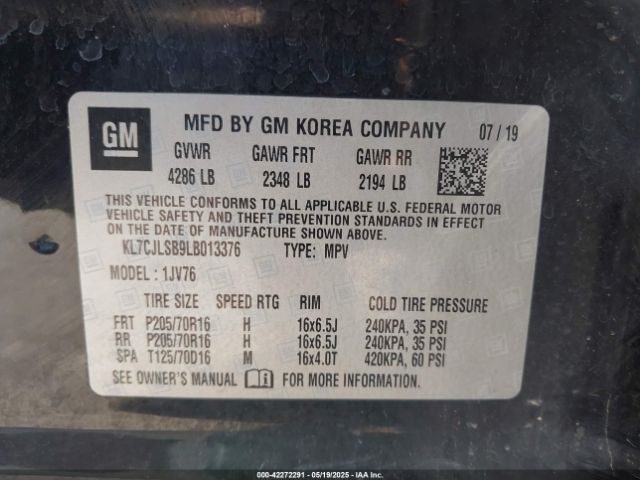 GM MFD BY GM KOREA COMPANY 07 / 19
GVWR GAWR FRT GAWR RR
4286 LB 2348 LB 2194 LB
THIS VEHICLE CONFORMS TO ALL APPLICABLE U.S. FEDERAL MOTOR
VEHICLE SAFETY AND THEFT PREVENTION STANDARDS IN EFFECT
ON THE DATE OF MANUFACTURE SHOWN ABOVE.
KL7CJLSB9LB013376 TYPE: MPV
MODEL : 1JV76
TIRE SIZE SPEED RTG RIM COLD TIRE PRESSURE
FRT P205/70R16 H 16x6.5J 240KPA, 35 PSI
RR P205/70R16 H 16x6.5J 240KPA, 35 PSI
SPA T125/70D16 M 16x4.0T 420KPA, 60 PSI
SEE OWNER'S MANUAL FOR MORE INFORMATION.
000-42272291 - 05/19/2025 - IAAI - Copyright